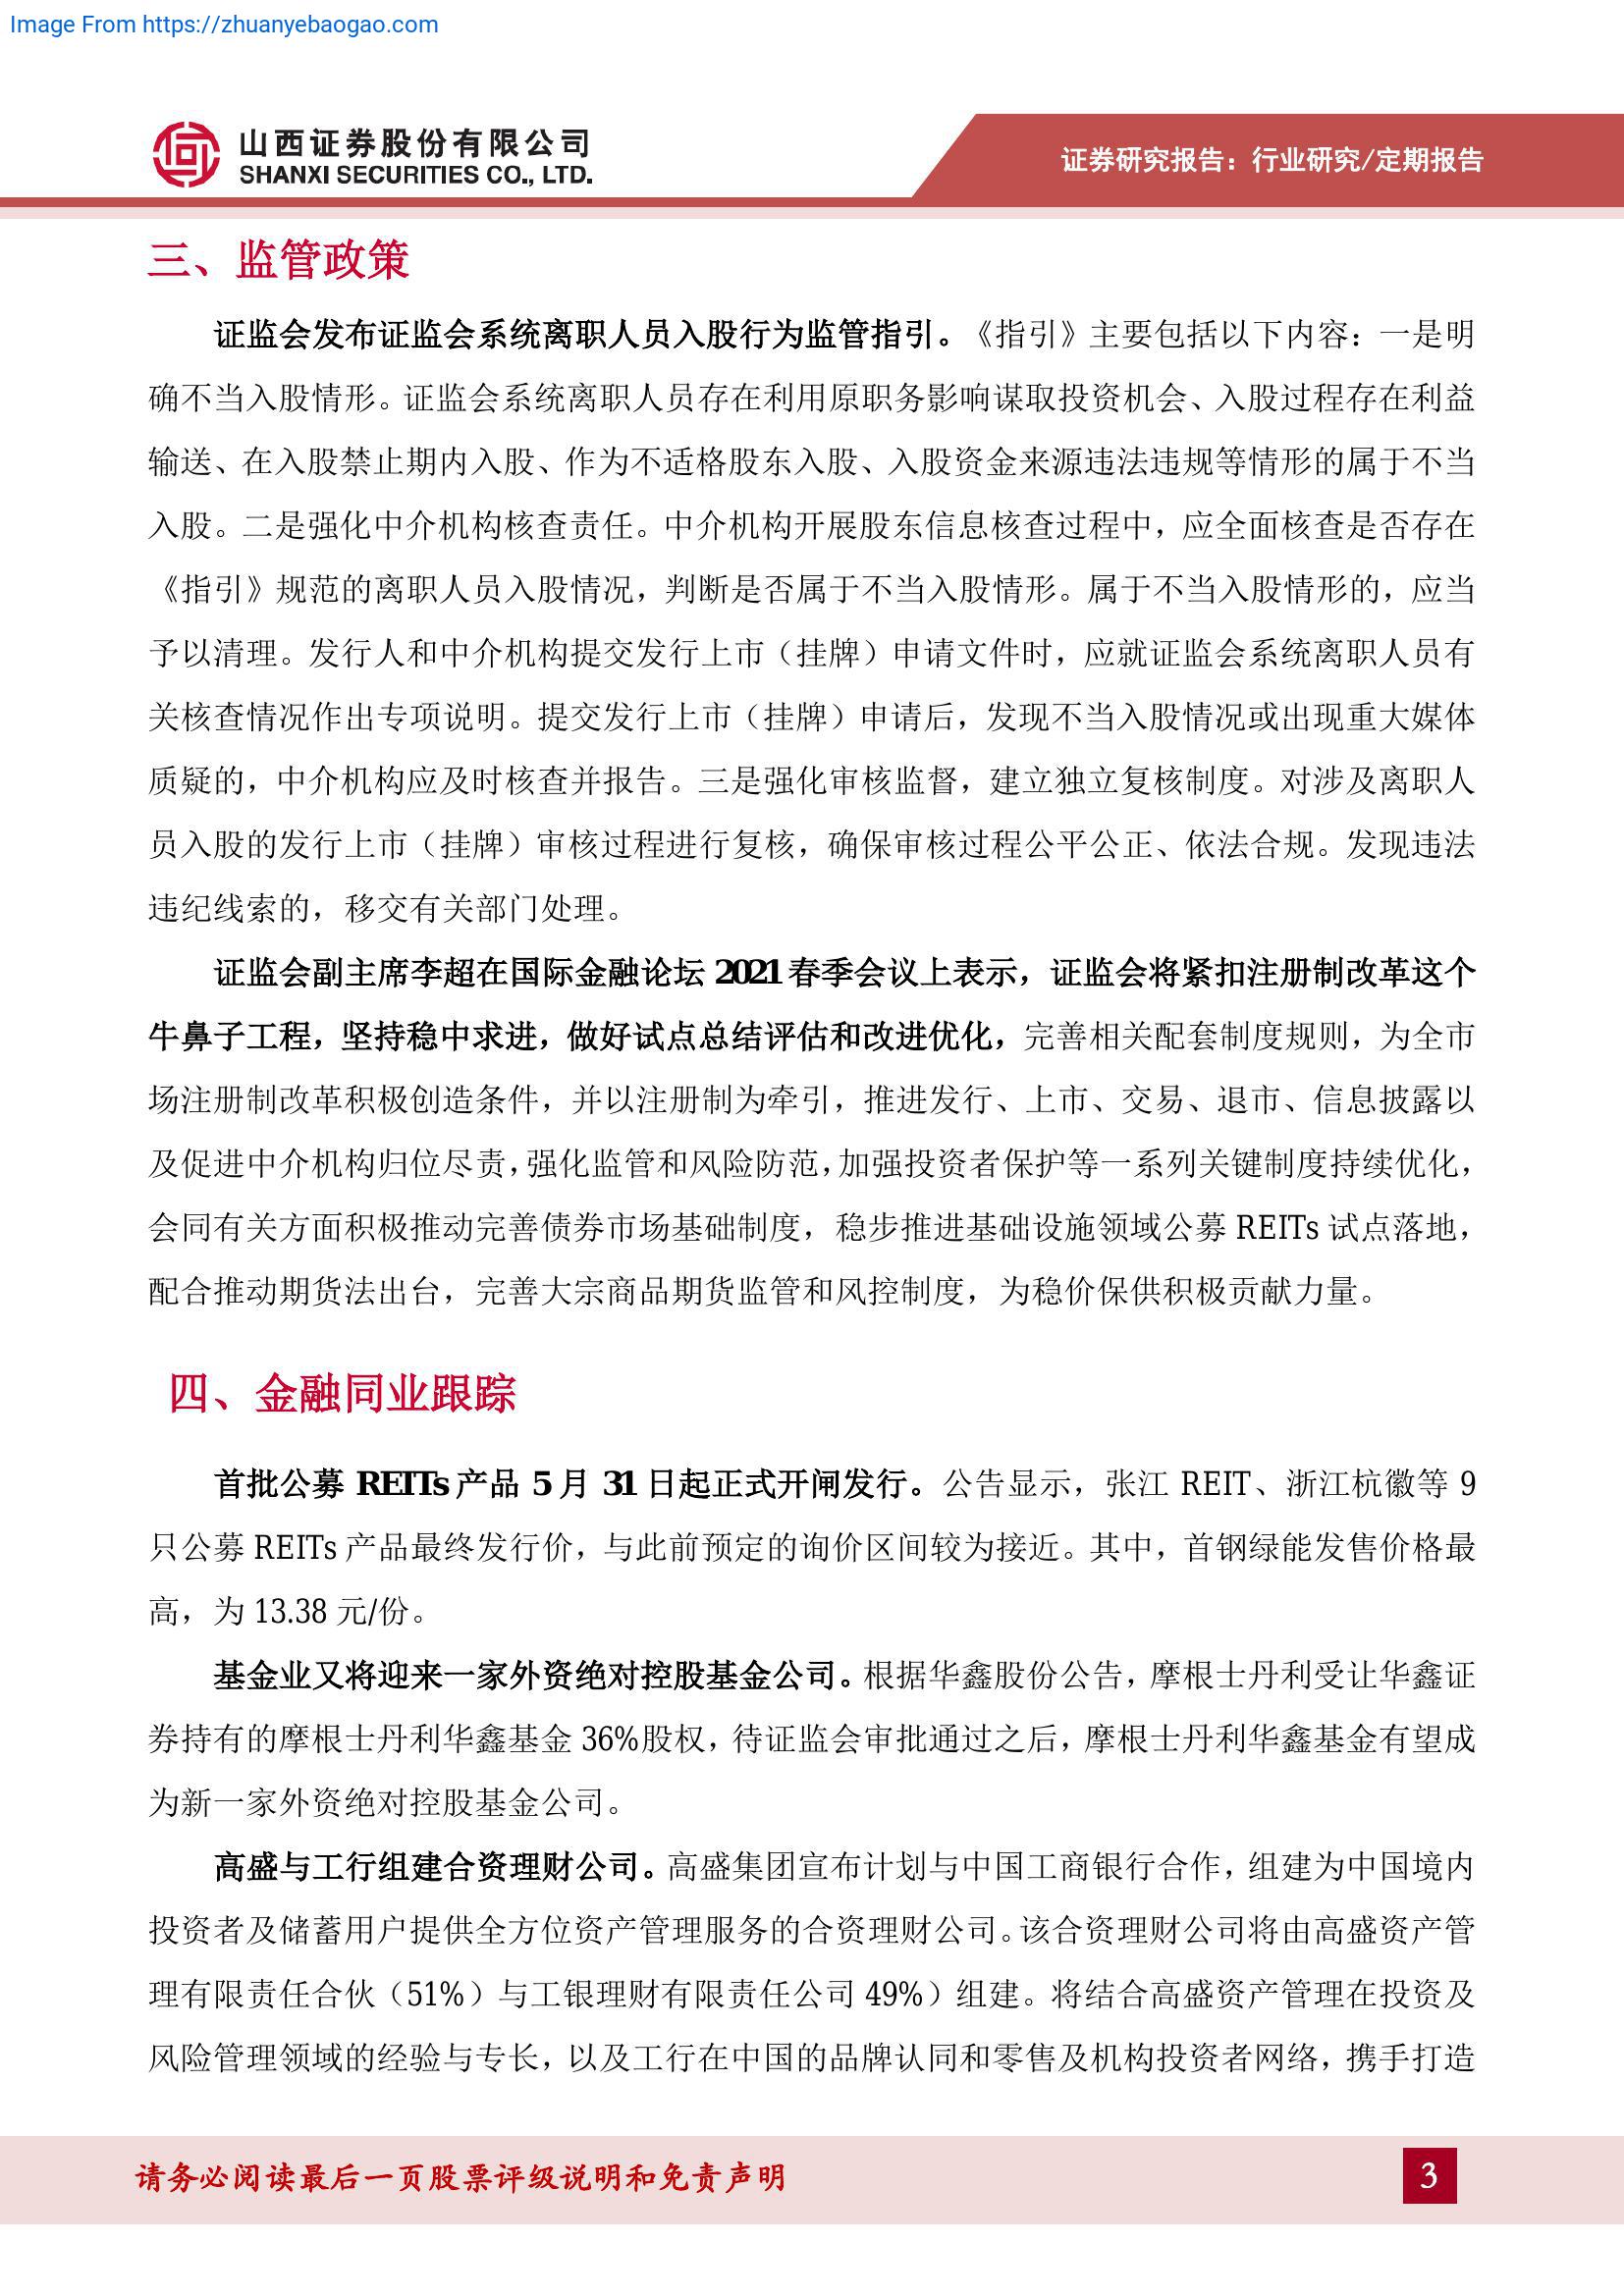 Image From https://zhuanyebaogao.com
山西证券股份有限公司
SHANXI SECURITIES CO., LTD.
证券研究报告：行业研究/定期报告
三、监管政策
证监会发布证监会系统离职人员入股行为监管指引。《指引》主要包括以下内容：一是明
确不当入股情形。证监会系统离职人员存在利用原职务影响谋取投资机会、入股过程存在利益
输送、在入股禁止期内入股、作为不适格股东入股、入股资金来源违法违规等情形的属于不当
入股。二是强化中介机构核查责任。中介机构开展股东信息核查过程中，应全面核查是否存在
《指引》规范的离职人员入股情况，判断是否属于不当入股情形。属于不当入股情形的，应当
予以清理。发行人和中介机构提交发行上市（挂牌）申请文件时，应就证监会系统离职人员有
关核查情况作出专项说明。提交发行上市（挂牌）申请后，发现不当入股情况或出现重大媒体
质疑的，中介机构应及时核查并报告。三是强化审核监督，建立独立复核制度。对涉及离职人
员入股的发行上市（挂牌）审核过程进行复核，确保审核过程公平公正、依法合规。发现违法
违纪线索的，移交有关部门处理。
证监会副主席李超在国际金融论坛 2021 春季会议上表示，证监会将紧扣注册制改革这个
牛鼻子工程，坚持稳中求进，做好试点总结评估和改进优化，完善相关配套制度规则，为全市
场注册制改革积极创造条件，并以注册制为牵引，推进发行、上市、交易、退市、信息披露以
及促进中介机构归位尽责，强化监管和风险防范，加强投资者保护等一系列关键制度持续优化，
会同有关方面积极推动完善债券市场基础制度，稳步推进基础设施领域公募 REITs 试点落地，
配合推动期货法出台，完善大宗商品期货监管和风控制度，为稳价保供积极贡献力量。
四、金融同业跟踪
首批公募 REITs 产品 5 月 31 日起正式开闸发行。公告显示，张江 REIT、浙江杭徽等 9
只公募 REITs 产品最终发行价，与此前预定的询价区间较为接近。其中，首钢绿能发售价格最
高，为 13.38 元/份。
基金业又将迎来一家外资绝对控股基金公司。根据华鑫股份公告，摩根士丹利受让华鑫证
券持有的摩根士丹利华鑫基金 36%股权，待证监会审批通过之后，摩根士丹利华鑫基金有望成
为新一家外资绝对控股基金公司。
高盛与工行组建合资理财公司。高盛集团宣布计划与中国工商银行合作，组建为中国境内
投资者及储蓄用户提供全方位资产管理服务的合资理财公司。该合资理财公司将由高盛资产管
理有限责任合伙（51%）与工银理财有限责任公司 49%）组建。将结合高盛资产管理在投资及
风险管理领域的经验与专长，以及工行在中国的品牌认同和零售及机构投资者网络，携手打造
请务必阅读最后一页股票评级说明和免责声明
3